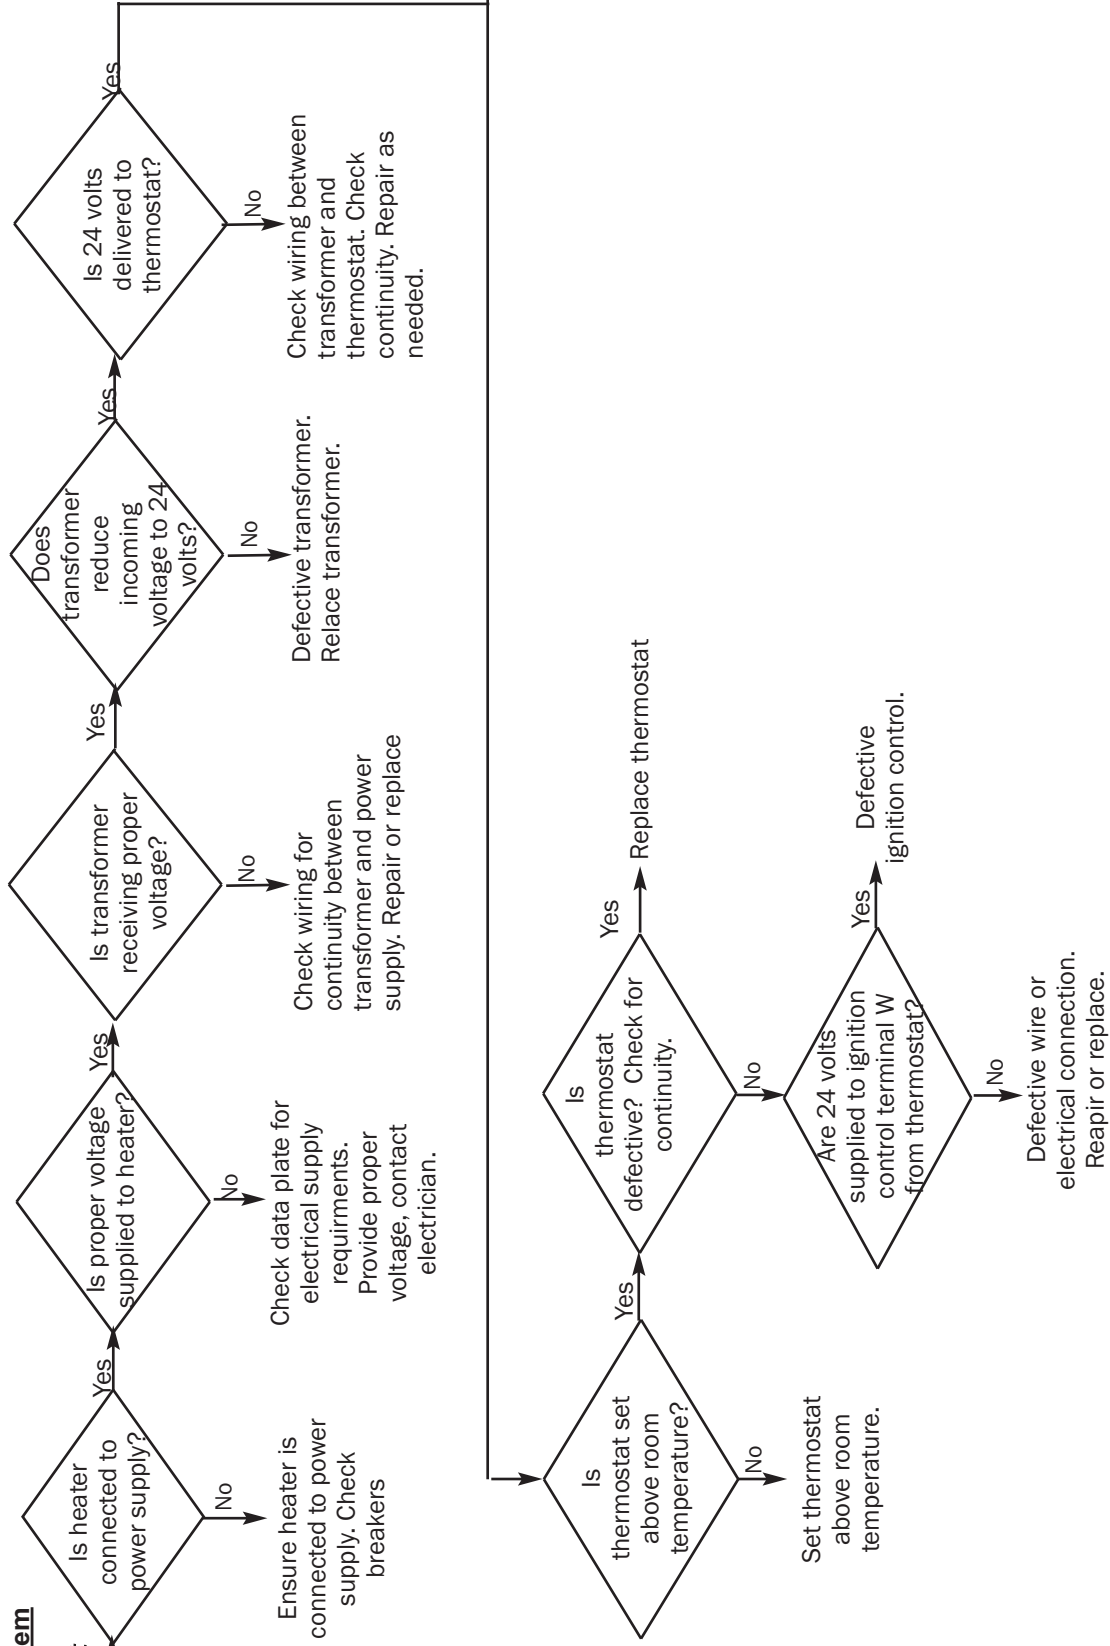 em
Is heater
connected to
power supply?
Yes
No
Ensure heater is
connected to power
supply. Check
breakers
Is proper voltage
supplied to heater?
Yes
No
Check data plate for
electrical supply
requirments.
Provide proper
voltage, contact
electrician.
Is transformer
receiving proper
voltage?
Yes
No
Check wiring for
continuity between
transformer and power
supply. Repair or replace
Does
transformer
reduce
incoming
voltage to 24
volts?
Yes
No
Defective transformer.
Relace transformer.
Is 24 volts
delivered to
thermostat?
Yes
No
Check wiring between
transformer and
thermostat. Check
continuity. Repair as
needed.
Is
thermostat set
above room
temperature?
Yes
No
Set thermostat
above room
temperature.
Is
thermostat
defective? Check for
continuity.
Yes
Replace thermostat
No
Are 24 volts
supplied to ignition
control terminal W
from thermostat?
Yes
Defective
ignition control.
No
Defective wire or
electrical connection.
Reapir or replace.